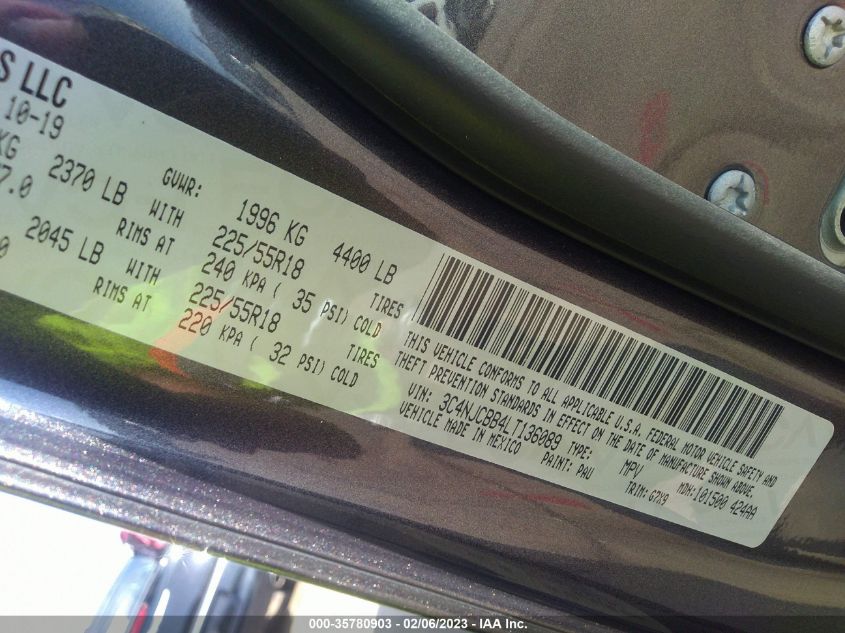 S LLC
10-19
KG 2370 LB WITH
7.0 RIMS AT
2045 LB WITH
0 RIMS AT
GVWR: 1996 KG 4400 LB
225/55R18 TIRES
240 KPA ( 35 PSI) COLD
225/55R18 TIRES
220 KPA ( 32 PSI) COLD
THIS VEHICLE CONFORMS TO ALL APPLICABLE U.S.A. FEDERAL MOTOR VEHICLE SAFETY AND
THEFT PREVENTION STANDARDS IN EFFECT ON THE DATE OF MANUFACTURE SHOWN ABOVE.
VIN: 3C4NJCBB4LT136089 TYPE: MPV MDH:101500 424AA
VEHICLE MADE IN MEXICO PAINT: PAU TRIM: G7X9
000-35780903 - 02/06/2023 - IAA Inc.